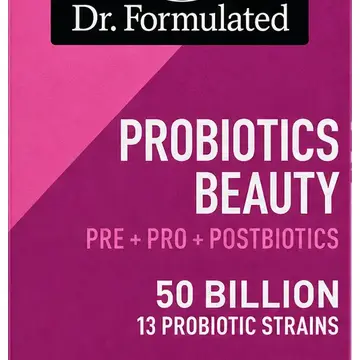 Dr. Formulated
PROBIOTICS
BEAUTY
PRE + PRO + POSTBIOTICS
50 BILLION
13 PROBIOTIC STRAINS